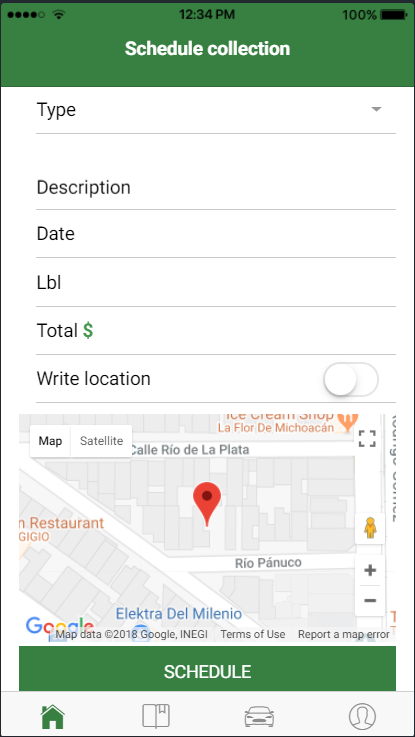 12:34 PM
100%
Schedule collection
Type
Description
Date
Lbl
Total $
Write location
Ice Cream Shop
La Flor De Michoacán
Map
Satellite
Calle Río de La Plata
Restaurant
GIGIO
Río Pánuco
Elektra Del Milenio
Google
Map data ©2018 Google, INEGI
Terms of Use
Report a map error
SCHEDULE